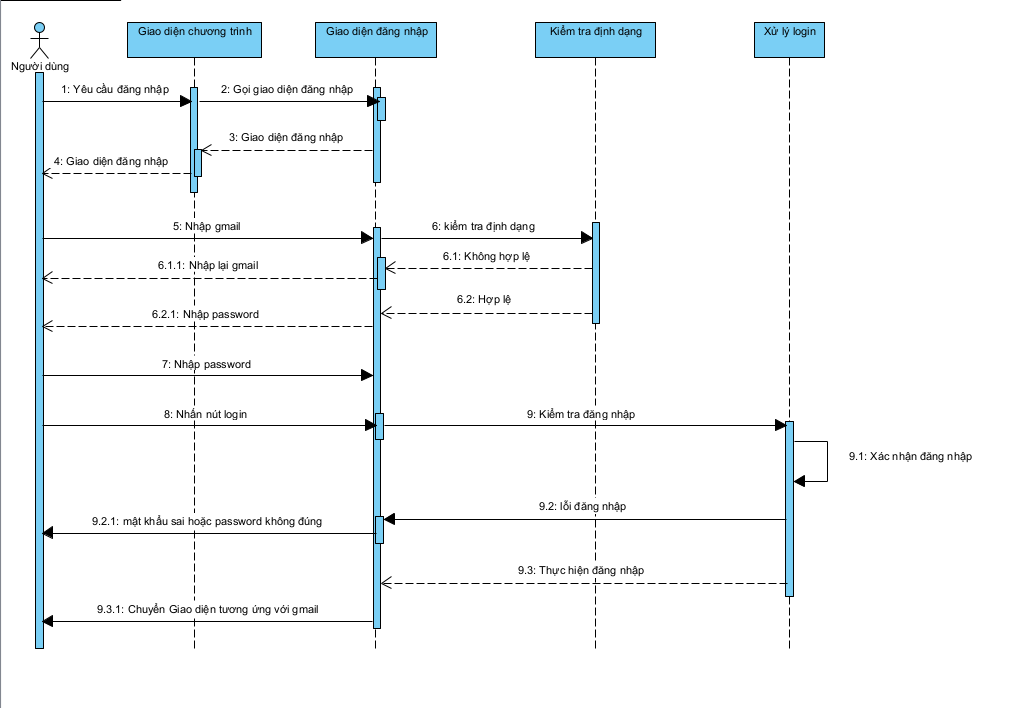 Giao diện chương trình
Giao diện đăng nhập
Kiểm tra định dạng
Xử lý login
Người dùng
1: Yêu cầu đăng nhập
2: Gọi giao diện đăng nhập
3: Giao diện đăng nhập
4: Giao diện đăng nhập
5: Nhập gmail
6: kiểm tra định dạng
6.1: Không hợp lệ
6.1.1: Nhập lại gmail
6.2: Hợp lệ
6.2.1: Nhập password
7: Nhập password
8: Nhấn nút login
9: Kiểm tra đăng nhập
9.1: Xác nhận đăng nhập
9.2: lỗi đăng nhập
9.2.1: mật khẩu sai hoặc password không đúng
9.3: Thực hiện đăng nhập
9.3.1: Chuyển Giao diện tương ứng với gmail